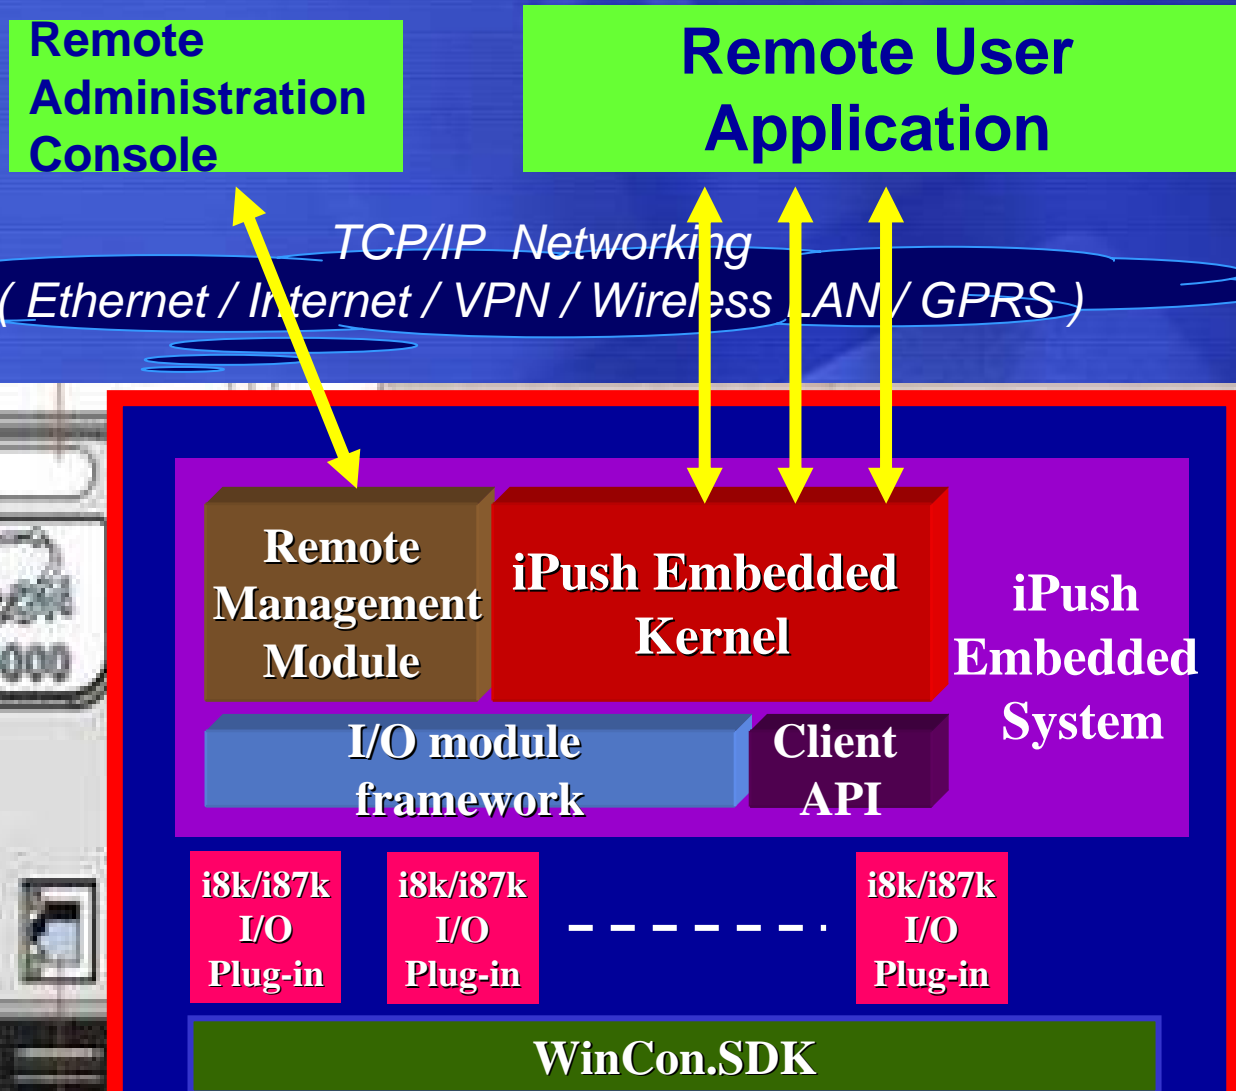 Remote
Administration
Console
Remote User
Application
TCP/IP Networking
( Ethernet / Internet / VPN / Wireless LAN / GPRS )
Remote
Management
Module
iPush Embedded
Kernel
iPush
Embedded
System
I/O module
framework
Client
API
000
i8k/i87k
I/O
Plug-in
i8k/i87k
I/O
Plug-in
i8k/i87k
I/O
Plug-in
WinCon.SDK